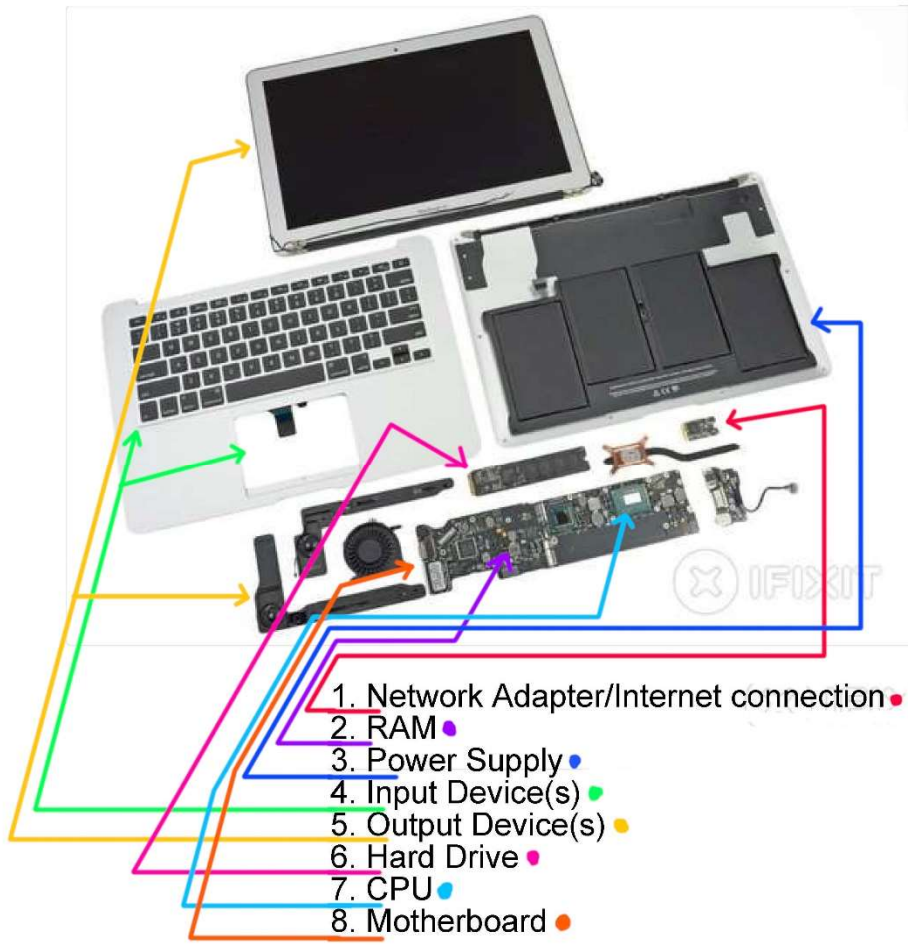 IFIXIT
1. Network Adapter/Internet connection
2. RAM
3. Power Supply
4. Input Device(s)
5. Output Device(s)
6. Hard Drive
7. CPU
8. Motherboard